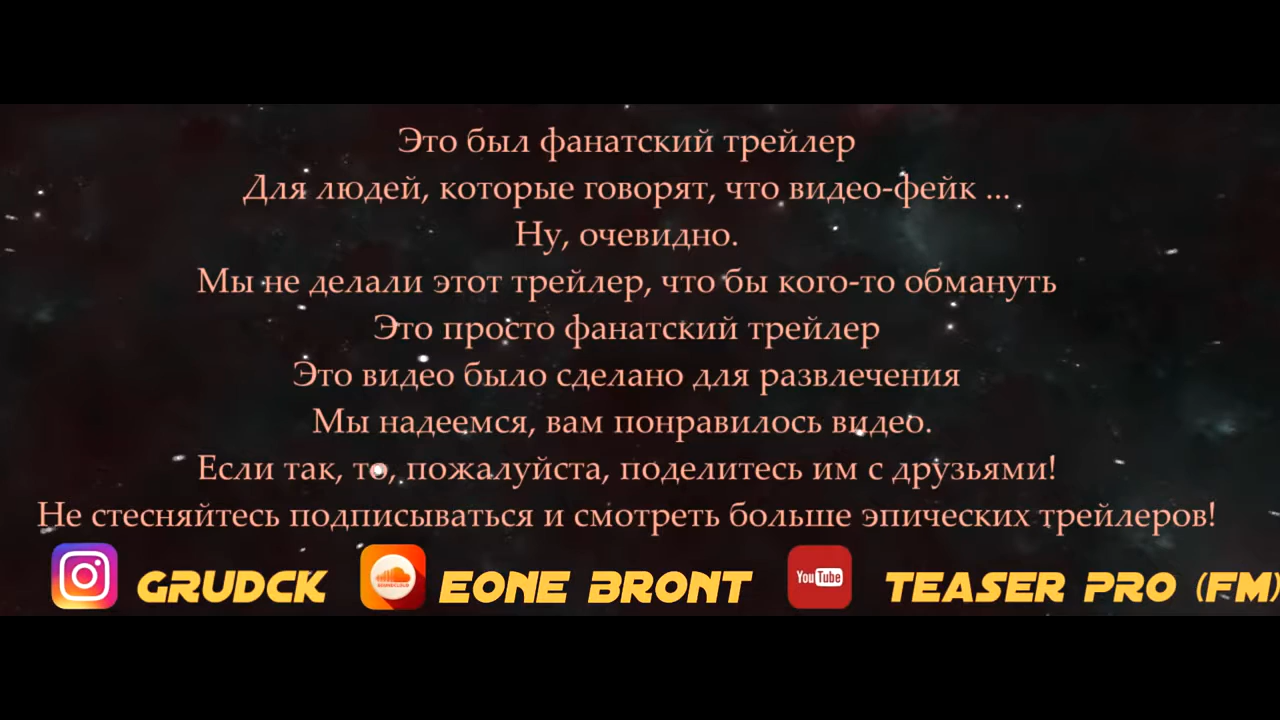 Это был фанатский трейлер
Для людей, которые говорят, что видео-фейк ...
Ну, очевидно.
Мы не делали этот трейлер, что бы кого-то обмануть
Это просто фанатский трейлер
Это видео было сделано для развлечения
Мы надеемся, вам понравилось видео.
Если так, то, пожалуйста, поделитесь им с друзьями!
Не стесняйтесь подписываться и смотреть больше эпических трейлеров!
GRUDCK SOUNDCLOUD EONE BRONT YouTube TEASER PRO (FM)